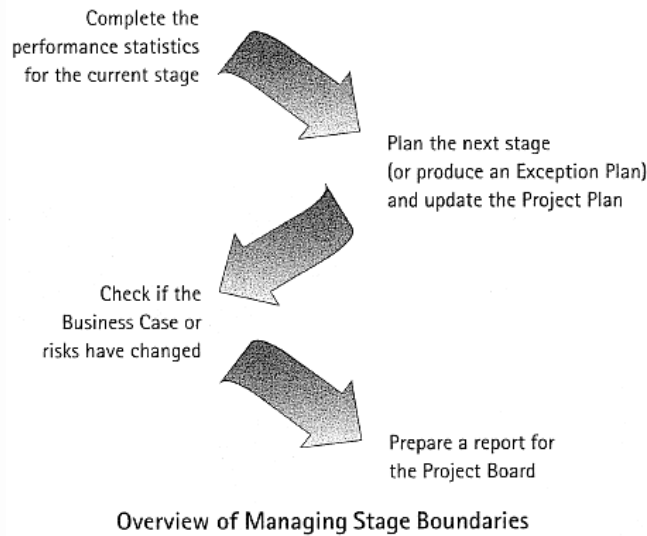 Complete the
performance statistics
for the current stage
Plan the next stage
(or produce an Exception Plan)
and update the Project Plan
Check if the
Business Case or
risks have changed
Prepare a report for
the Project Board
Overview of Managing Stage Boundaries